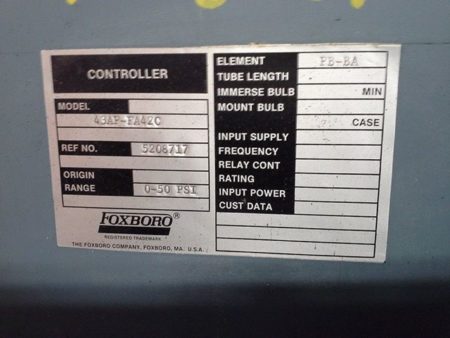 CONTROLLER
MODEL
43AP-FA42C
REF NO. 5208717
ORIGIN
RANGE 0-50 PSI
FOXBORO®
REGISTERED TRADEMARK
THE FOXBORO COMPANY, FOXBORO, MA. U.S.A.
ELEMENT PB-BA
TUBE LENGTH
IMMERSE BULB MIN
MOUNT BULB
CASE
INPUT SUPPLY
FREQUENCY
RELAY CONT
RATING
INPUT POWER
CUST DATA